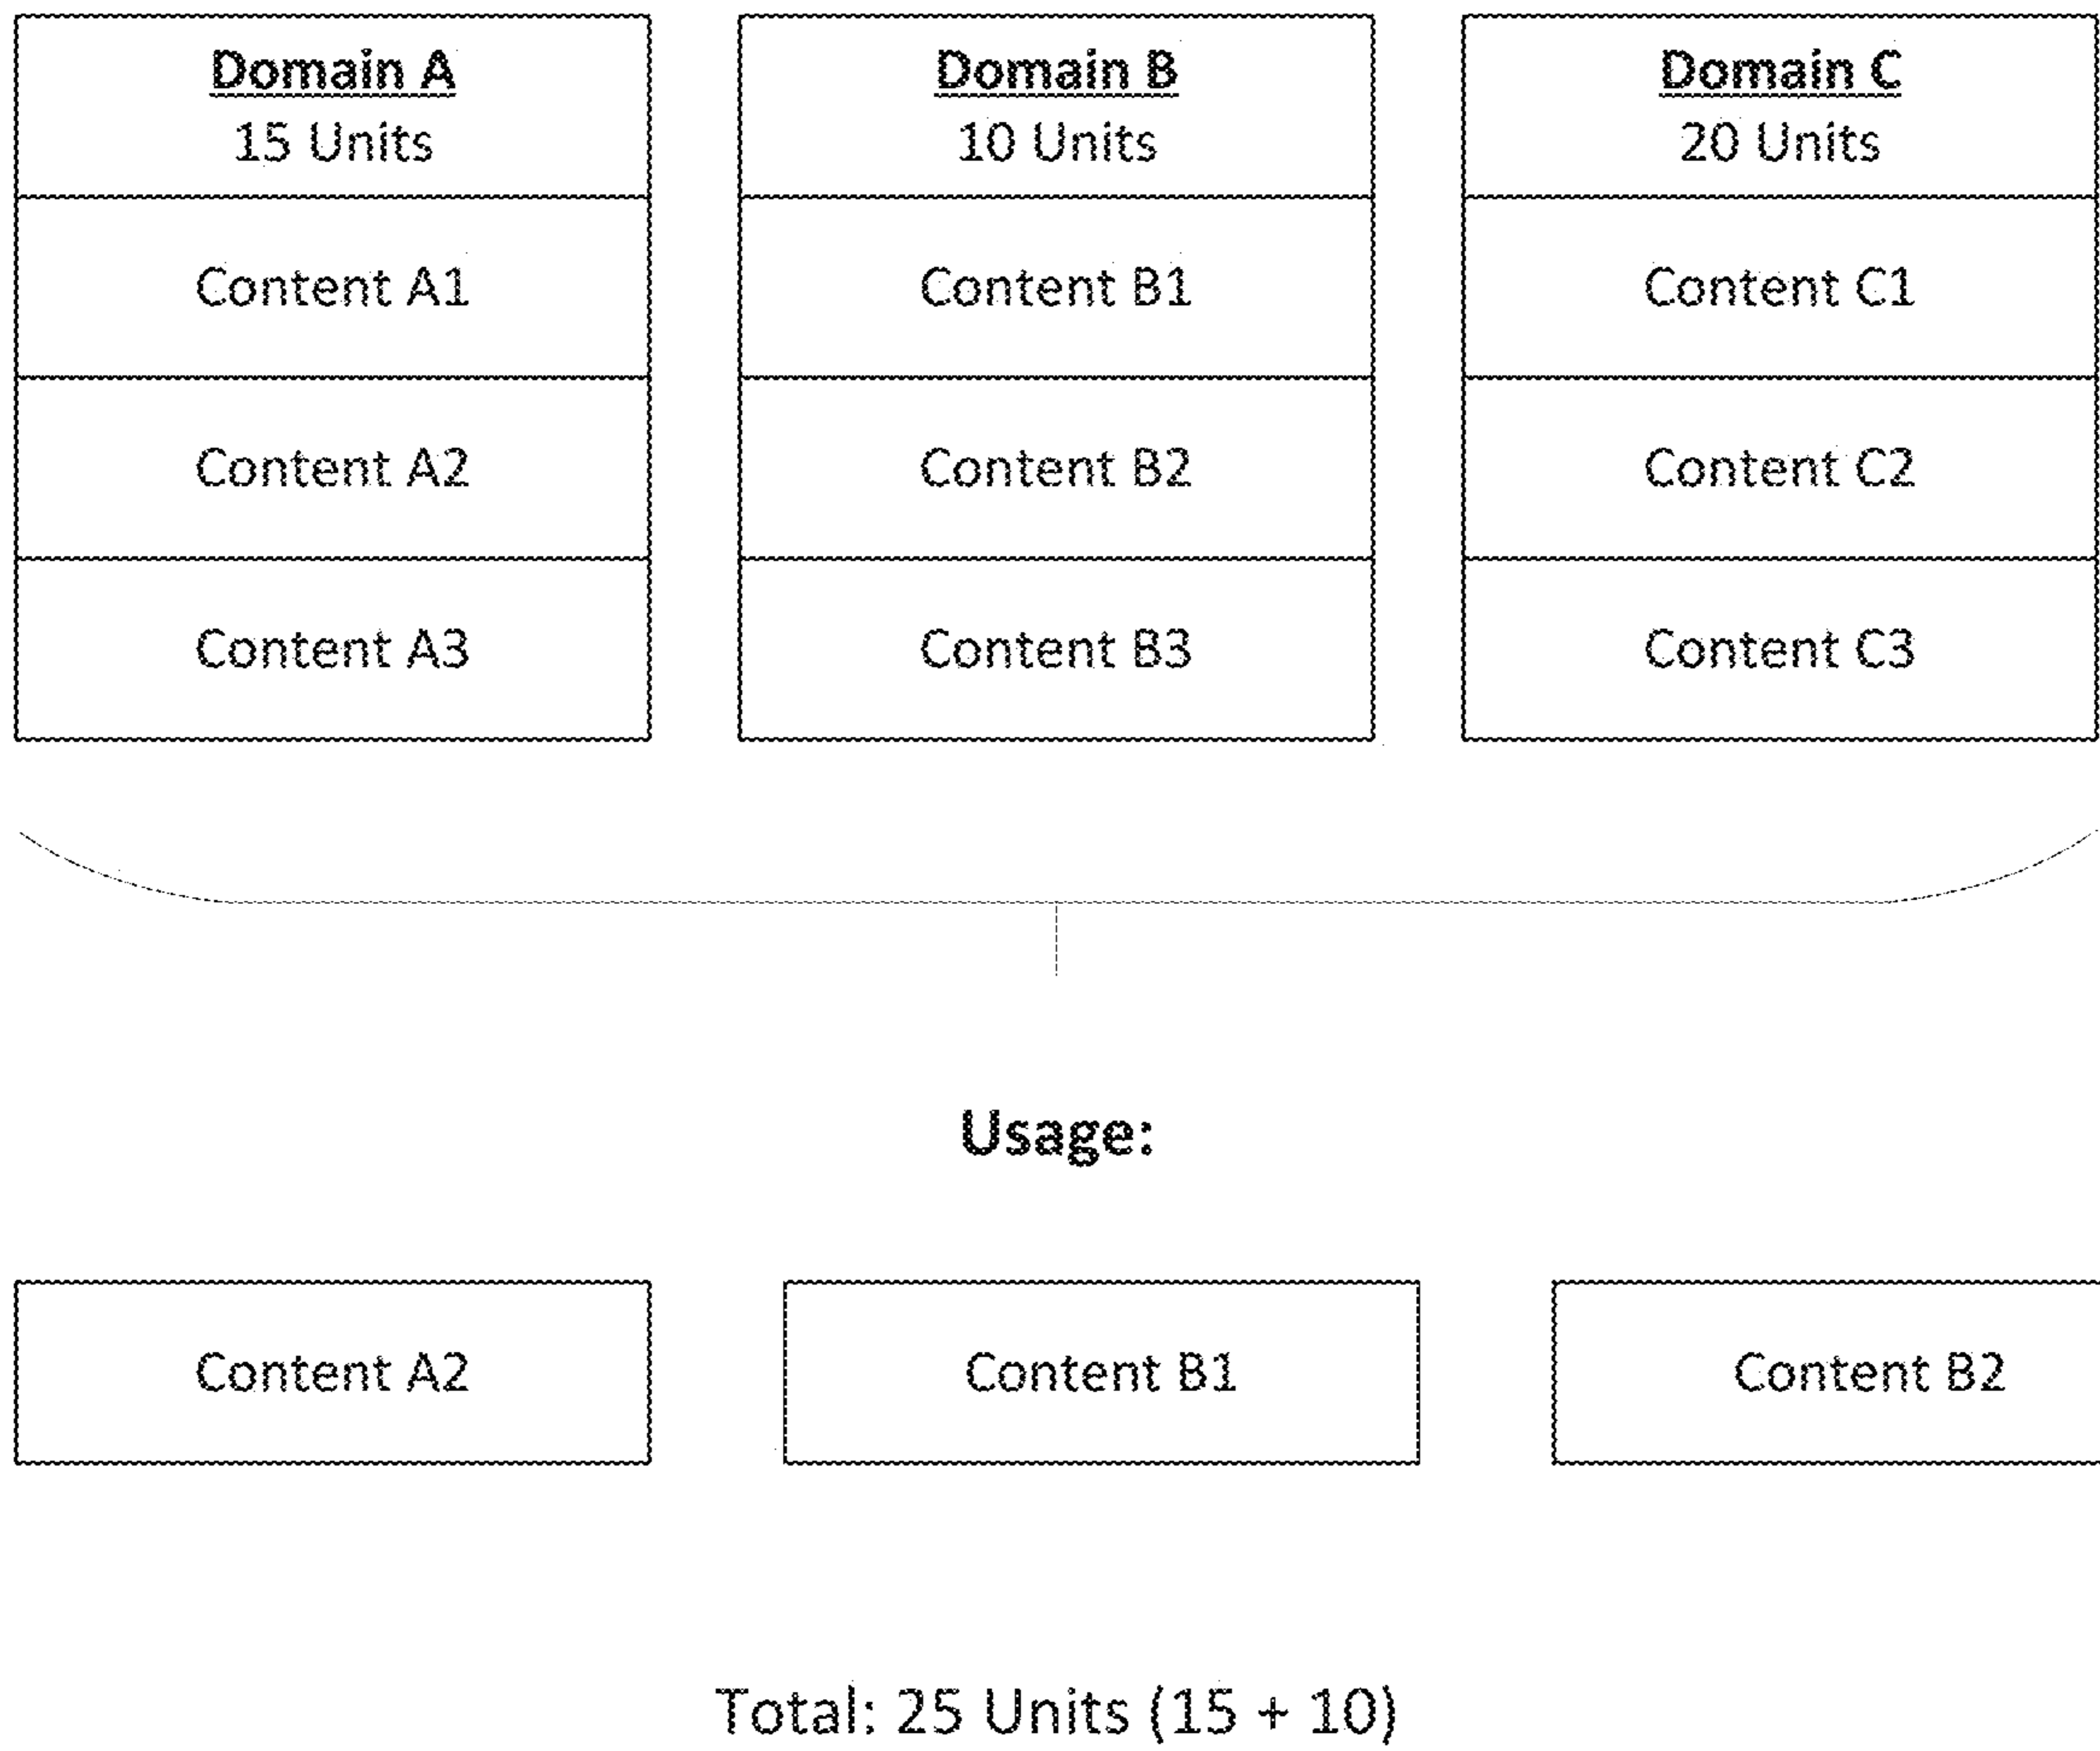 Domain A
15 Units
Content A1
Content A2
Content A3
Domain B
10 Units
Content B1
Content B2
Content B3
Domain C
20 Units
Content C1
Content C2
Content C3
Usage:
Content A2
Content B1
Content B2
Total: 25 Units (15 + 10)